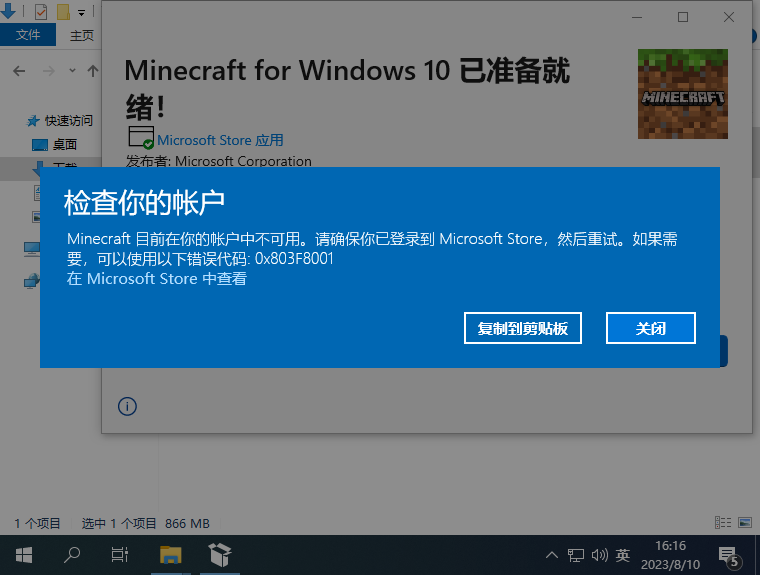 文件
主页
Minecraft for Windows 10 已准备就
绪！
MINECRAFT
Microsoft Store 应用
发布者: Microsoft Corporation
快速访问
桌面
下载
检查你的帐户
Minecraft 目前在你的帐户中不可用。请确保你已登录到 Microsoft Store，然后重试。如果需
要，可以使用以下错误代码: 0x803F8001
在 Microsoft Store 中查看
复制到剪贴板
关闭
1 个项目
选中 1 个项目 866 MB
英
16:16
2023/8/10
5